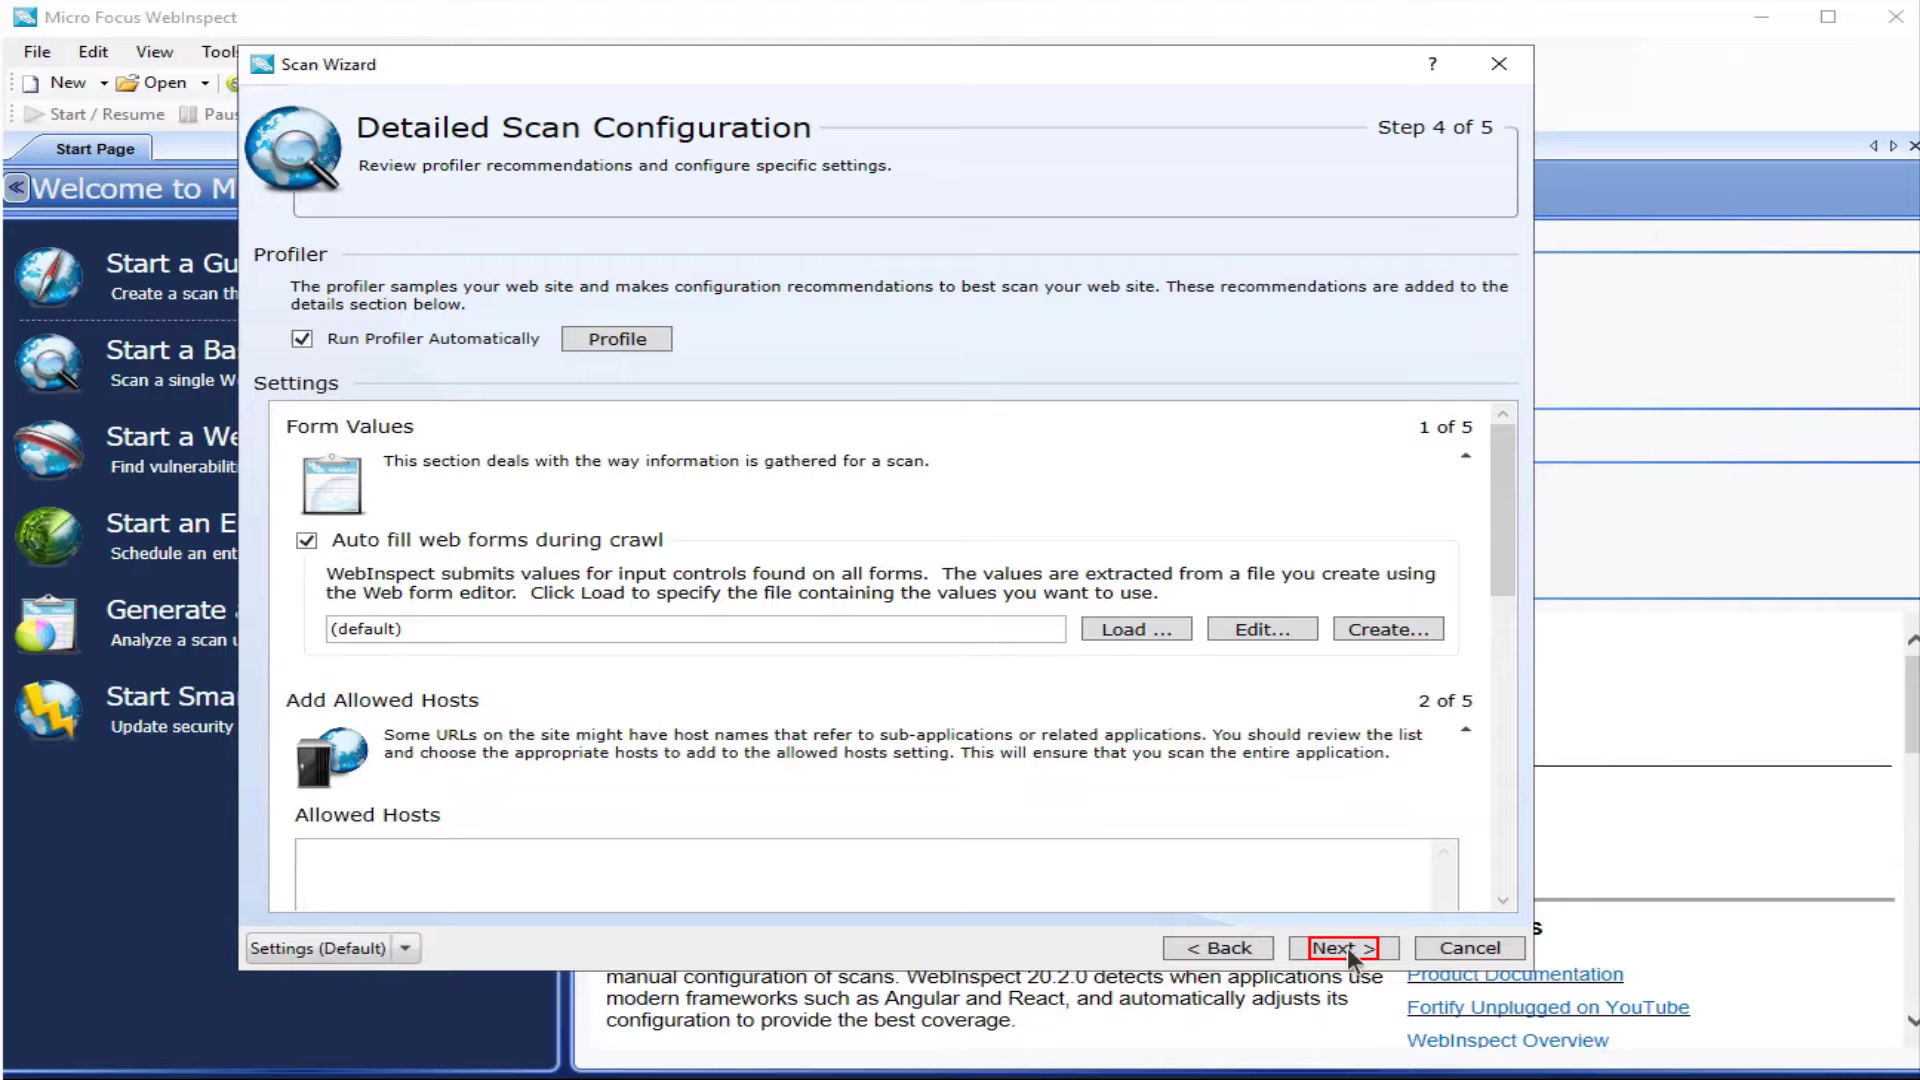 Micro Focus WebInspect
File Edit View
New Open
Start / Resume
Start Page
Welcome to M
Start a Gu
Create a scan th
Start a Ba
Scan a single W
Start a We
Find vulnerabiliti
Start an E
Schedule an ent
Generate
Analyze a scan u
Start Smar
Update security
Scan Wizard
?
Detailed Scan Configuration
Step 4 of 5
Review profiler recommendations and configure specific settings.
Profiler
The profiler samples your web site and makes configuration recommendations to best scan your web site. These recommendations are added to the
details section below.
Run Profiler Automatically
Profile
Settings
Form Values
1 of 5
This section deals with the way information is gathered for a scan.
Auto fill web forms during crawl
WebInspect submits values for input controls found on all forms. The values are extracted from a file you create using
the Web form editor. Click Load to specify the file containing the values you want to use.
(default)
Load ... Edit... Create...
Add Allowed Hosts
2 of 5
Some URLs on the site might have host names that refer to sub-applications or related applications. You should review the list
and choose the appropriate hosts to add to the allowed hosts setting. This will ensure that you scan the entire application.
Allowed Hosts
Settings (Default)
< Back Next > Cancel
manual configuration of scans. WebInspect 20.2.0 detects when applications use
modern frameworks such as Angular and React, and automatically adjusts its
configuration to provide the best coverage.
Product Documentation
Fortify Unplugged on YouTube
WebInspect Overview